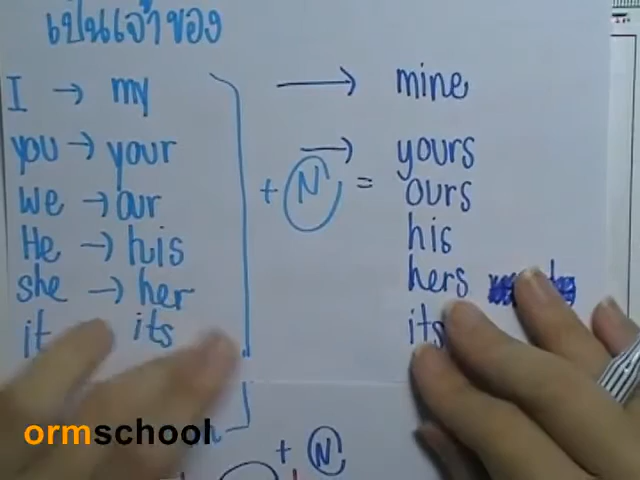 เป็นเจ้าของ
I → my → mine
you → your → yours
we → our + N = ours
He → his his
she → her hers
it its its
ormschool
+ N